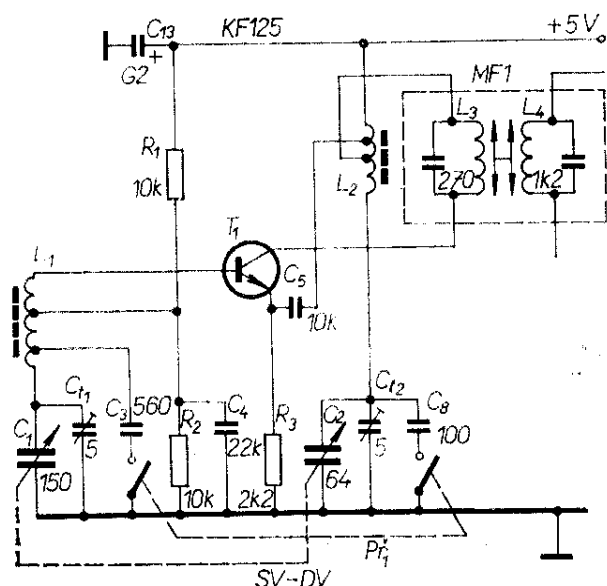 C13
KF125
+5V
G2
+
MF1
L3
L4
R1
10k
270
1k2
L2
T1
C5
10k
L1
Ct1
C3
560
C4
R3
Ct2
C8
C1
5
R2
22k
C2
5
100
150
10k
2k2
64
Pr1
SV-DV